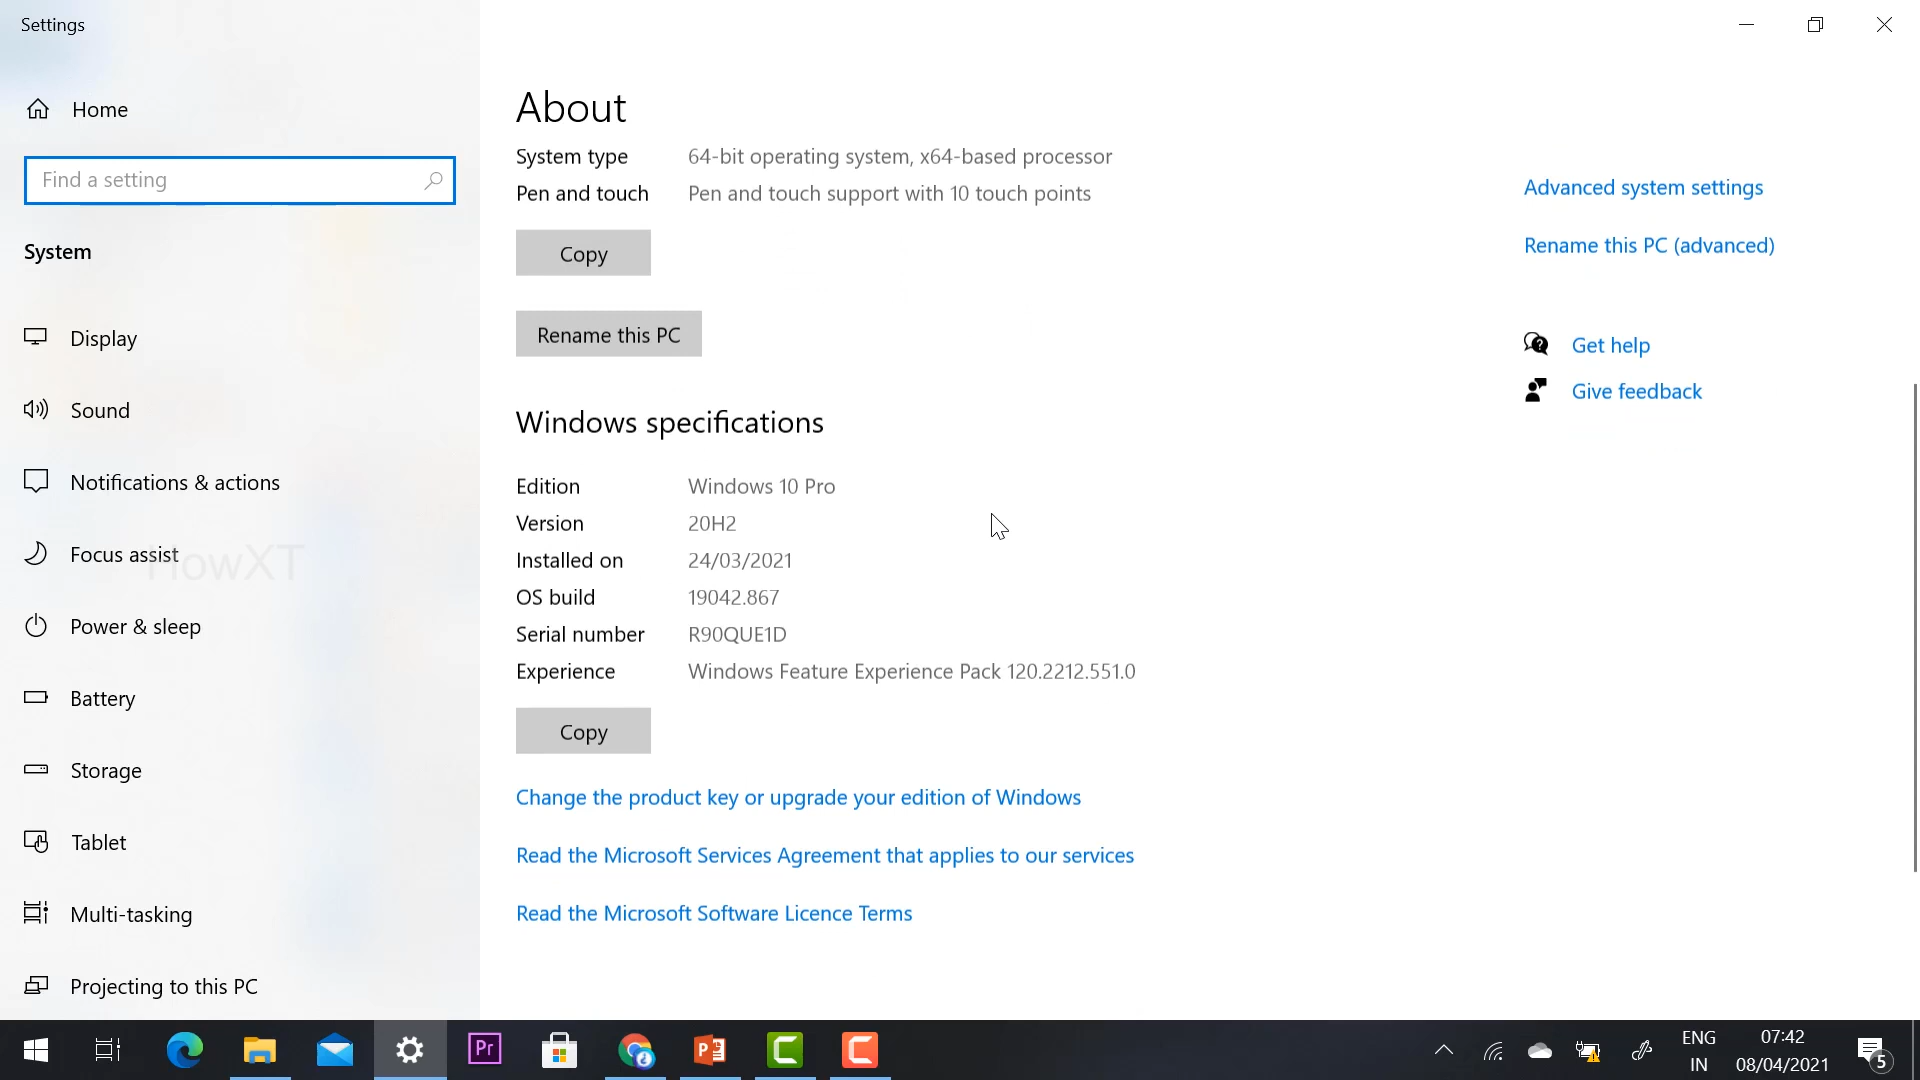 Settings
Home
Find a setting
System
Display
Sound
Notifications & actions
Focus assist
HowXT
Power & sleep
Battery
Storage
Tablet
Multi-tasking
Projecting to this PC
About
System type 64-bit operating system, x64-based processor
Pen and touch Pen and touch support with 10 touch points
Copy
Rename this PC
Windows specifications
Edition Windows 10 Pro
Version 20H2
Installed on 24/03/2021
OS build 19042.867
Serial number R90QUE1D
Experience Windows Feature Experience Pack 120.2212.551.0
Copy
Change the product key or upgrade your edition of Windows
Read the Microsoft Services Agreement that applies to our services
Read the Microsoft Software Licence Terms
Advanced system settings
Rename this PC (advanced)
Get help
Give feedback
Pr
ENG
IN
07:42
08/04/2021
5